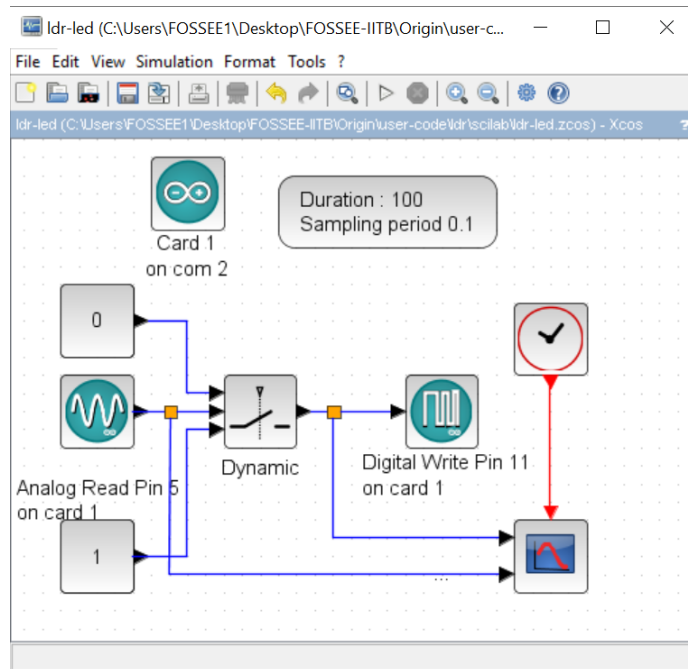 ldr-led (C:\Users\FOSSEE1\Desktop\FOSSEE-IITB\Origin\user-c...
File Edit View Simulation Format Tools ?
ldr-led (C:\Users\FOSSEE1\Desktop\FOSSEE-IITB\Origin\user-code\ldr\scilab\ldr-led.zcos) - Xcos ?
Duration : 100
Sampling period 0.1
Card 1
on com 2
0
Dynamic
Digital Write Pin 11
on card 1
Analog Read Pin 5
on card 1
1
...